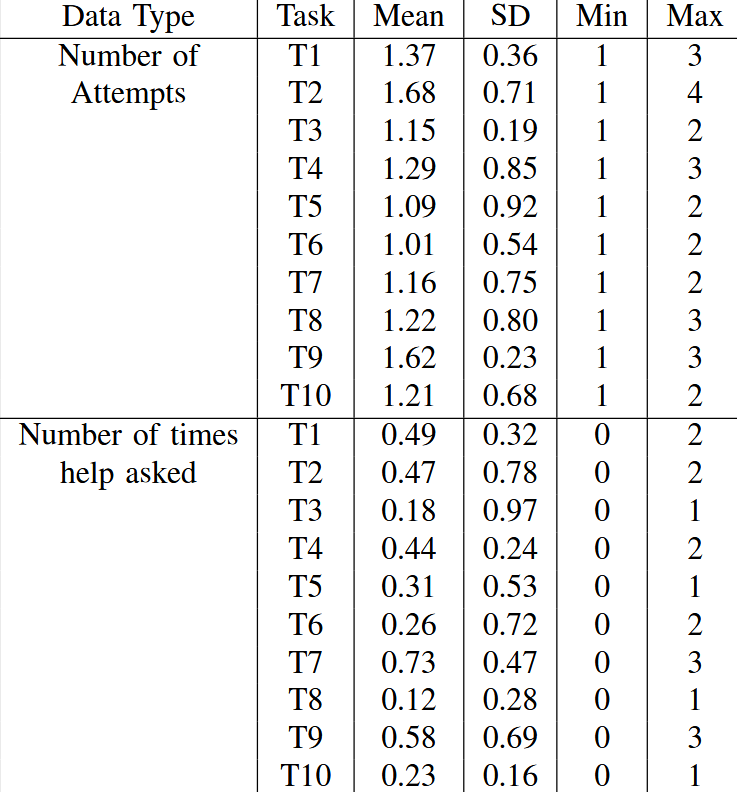 Data Type Task Mean SD Min Max
Number of T1 1.37 0.36 1 3
Attempts T2 1.68 0.71 1 4
T3 1.15 0.19 1 2
T4 1.29 0.85 1 3
T5 1.09 0.92 1 2
T6 1.01 0.54 1 2
T7 1.16 0.75 1 2
T8 1.22 0.80 1 3
T9 1.62 0.23 1 3
T10 1.21 0.68 1 2
Number of times T1 0.49 0.32 0 2
help asked T2 0.47 0.78 0 2
T3 0.18 0.97 0 1
T4 0.44 0.24 0 2
T5 0.31 0.53 0 1
T6 0.26 0.72 0 2
T7 0.73 0.47 0 3
T8 0.12 0.28 0 1
T9 0.58 0.69 0 3
T10 0.23 0.16 0 1